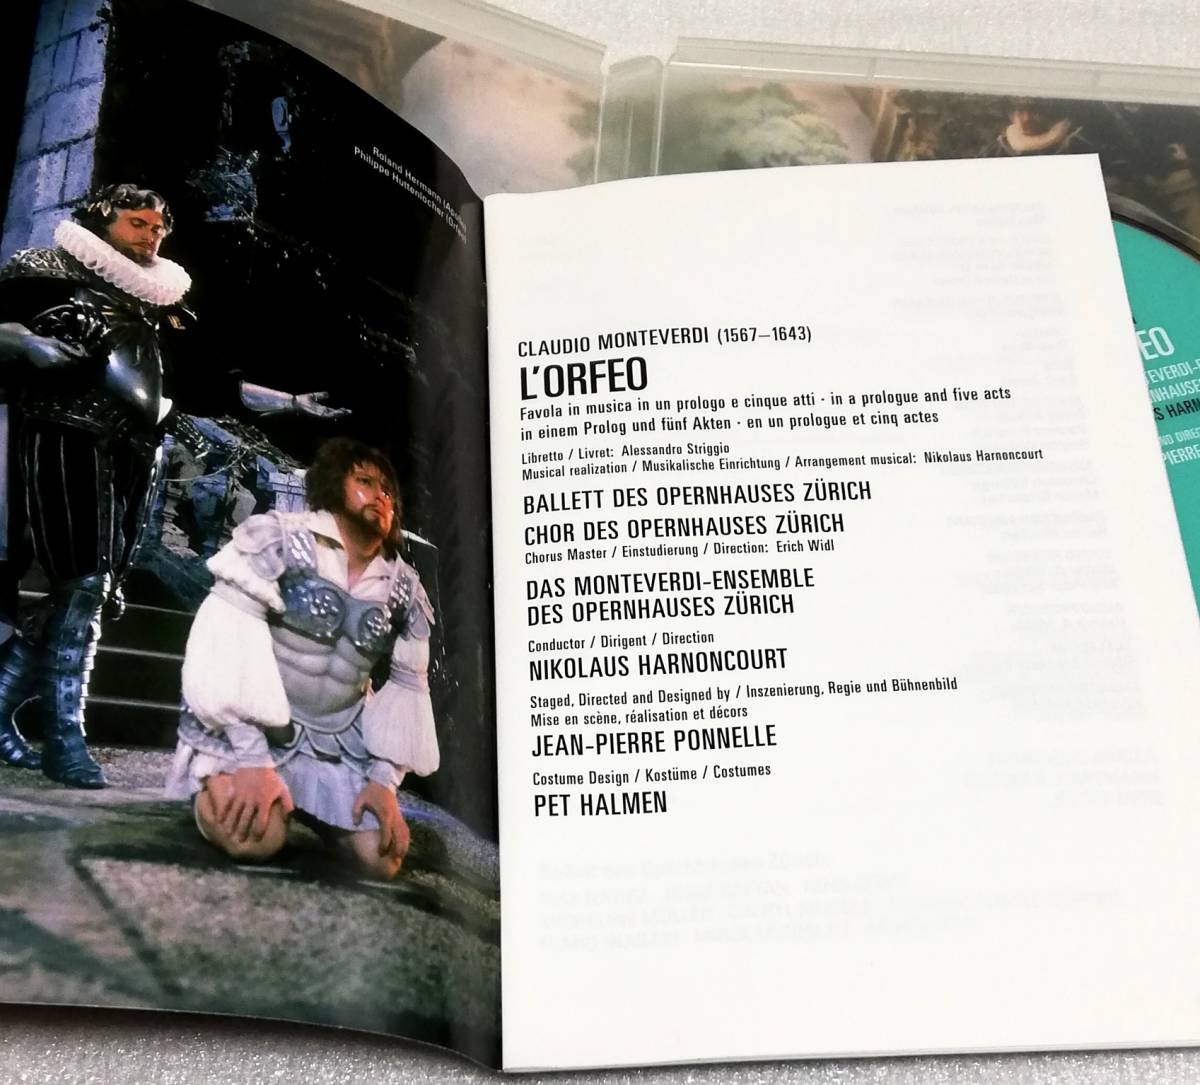 Roland Hermann (Apollo)
Philippe Huttenlocher (Orfeo)
CLAUDIO MONTEVERDI (1567–1643)
L'ORFEO
Favola in musica in un prologo e cinque atti · in a prologue and five acts
in einem Prolog und fünf Akten · en un prologue et cinq actes
Libretto / Livret: Alessandro Striggio
Musical realization / Musikalische Einrichtung / Arrangement musical: Nikolaus Harnoncourt
BALLETT DES OPERNHAUSES ZÜRICH
CHOR DES OPERNHAUSES ZÜRICH
Chorus Master / Einstudierung / Direction: Erich Widl
DAS MONTEVERDI-ENSEMBLE
DES OPERNHAUSES ZÜRICH
Conductor / Dirigent / Direction
NIKOLAUS HARNONCOURT
Staged, Directed and Designed by / Inszenierung, Regie und Bühnenbild
Mise en scène, réalisation et décors
JEAN-PIERRE PONNELLE
Costume Design / Kostüme / Costumes
PET HALMEN
EO
TEVERDI-E
NHAUSE
S HARN
ND DIREC
PIERRE